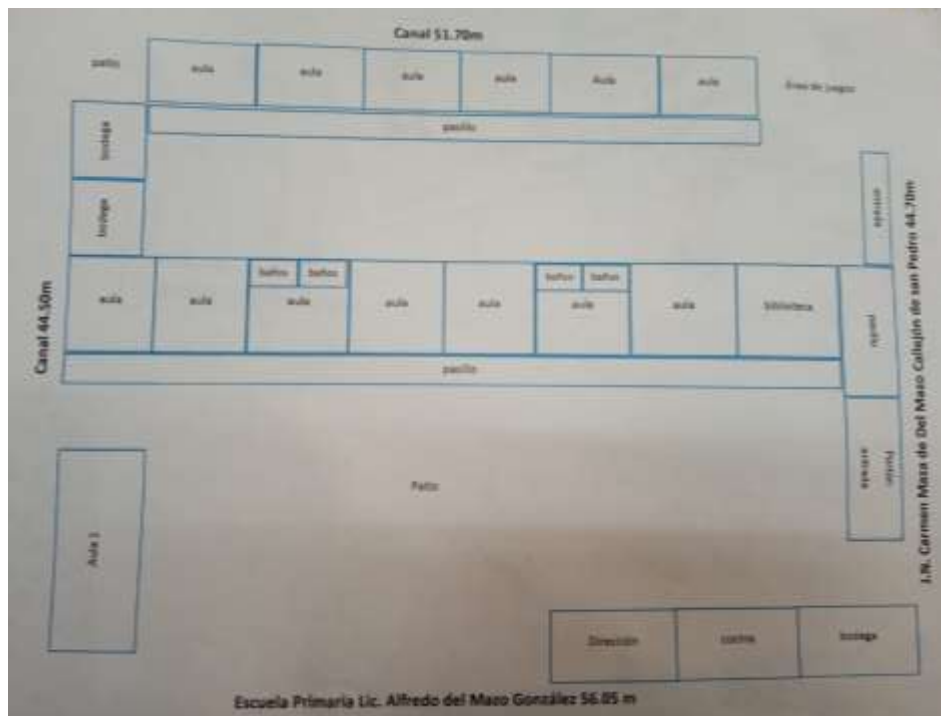 Canal 51.70m
patio
aula
aula
aula
aula
Aula
aula
Área de juegos
pasillo
bodega
bodega
entrada
baños
baños
baños
baños
aula
aula
aula
aula
aula
aula
aula
biblioteca
pasillo
pasillo
Canal 44.50m
J.N. Carmen Maza de Del Mazo Callejón de san Pedro 44.70m
Portón
entrada
Patio
Aula 1
Dirección
cocina
bodega
Escuela Primaria Lic. Alfredo del Mazo González 56.05 m